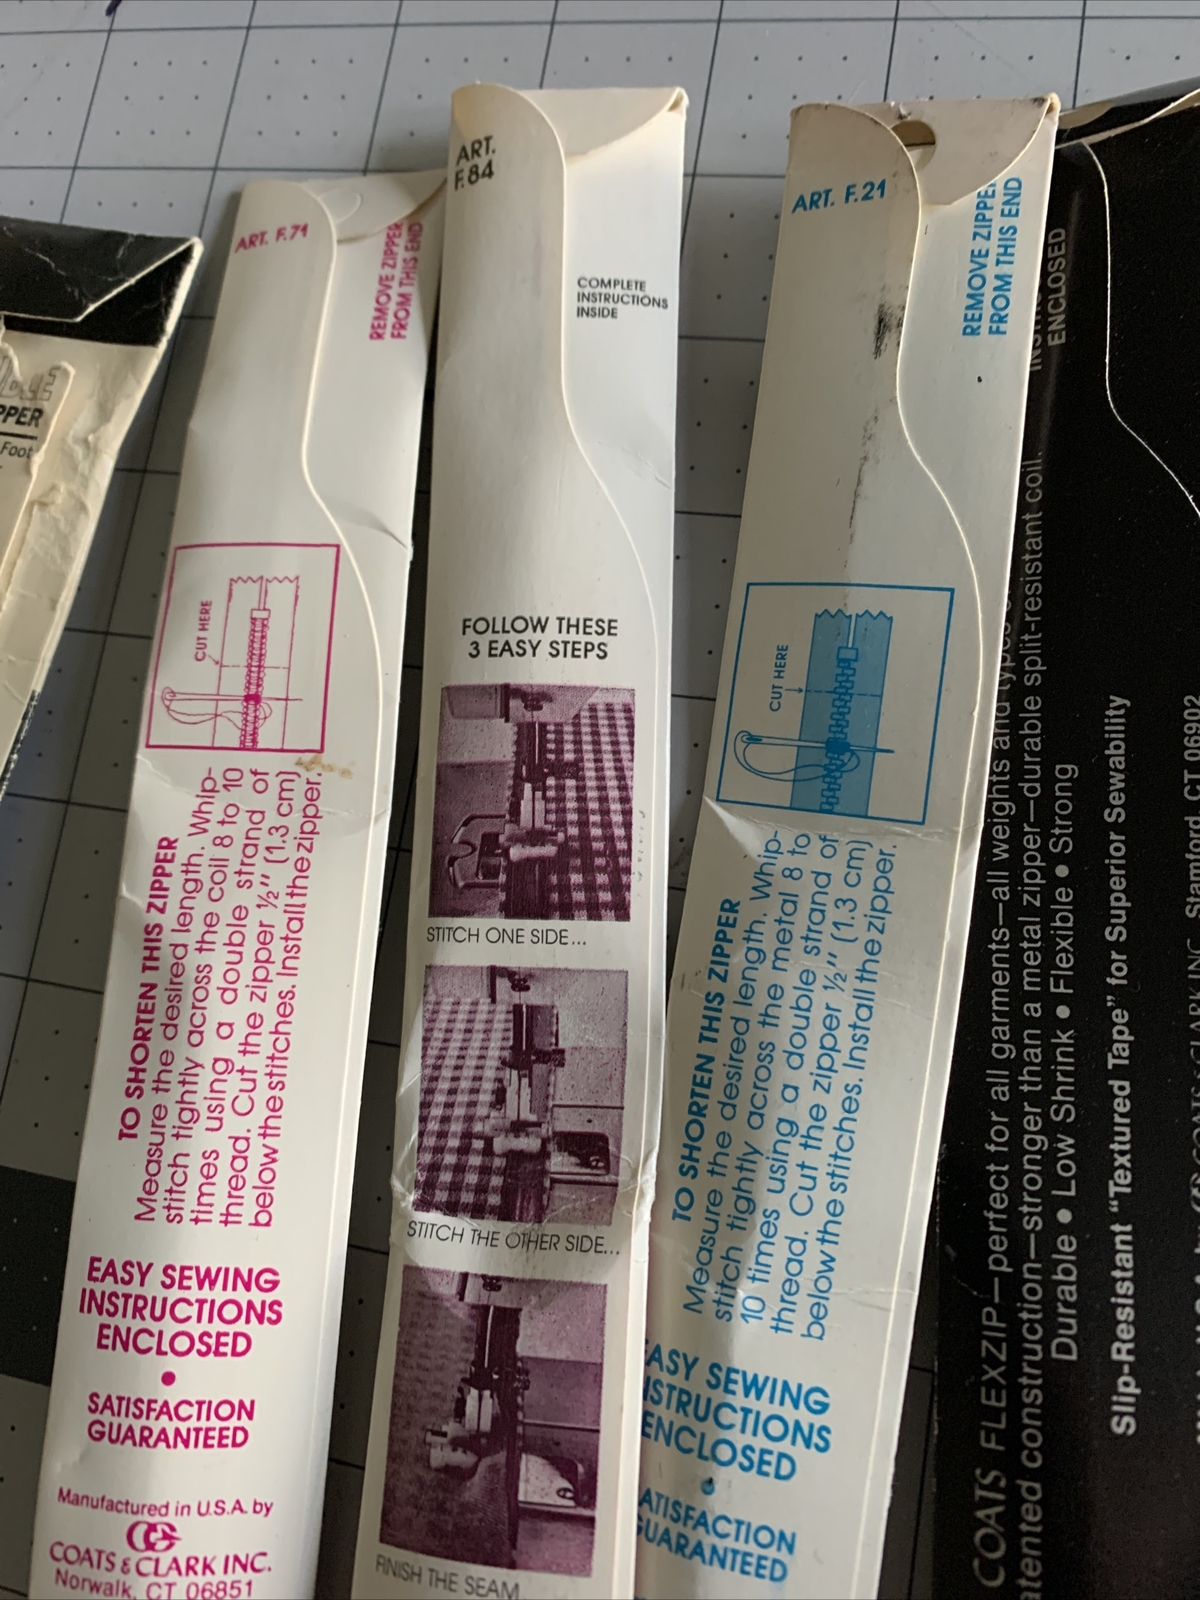 PPER
Foot
ART. F.71
REMOVE ZIPPER
FROM THIS END
CUT HERE
TO SHORTEN THIS ZIPPER
Measure the desired length. Whip-
stitch tightly across the coil 8 to 10
times using a double strand of
thread. Cut the zipper ½" (1.3 cm)
below the stitches. Install the zipper.
EASY SEWING
INSTRUCTIONS
ENCLOSED
•
SATISFACTION
GUARANTEED
Manufactured in U.S.A. by
COATS & CLARK INC.
Norwalk, CT 06851
ART.
F.84
COMPLETE
INSTRUCTIONS
INSIDE
FOLLOW THESE
3 EASY STEPS
STITCH ONE SIDE...
STITCH THE OTHER SIDE...
FINISH THE SEAM
ART. F.21
REMOVE ZIPPER
FROM THIS END
CUT HERE
TO SHORTEN THIS ZIPPER
Measure the desired length. Whip-
stitch tightly across the metal 8 to
10 times using a double strand of
thread. Cut the zipper ½" (1.3 cm)
below the stitches. Install the zipper.
EASY SEWING
INSTRUCTIONS
ENCLOSED
•
SATISFACTION
GUARANTEED
ENCLOSED
COATS FLEXZIP—perfect for all garments—all weights and types
atented construction—stronger than a metal zipper—durable split-resistant coil.
Durable • Low Shrink • Flexible • Strong
Slip-Resistant "Textured Tape" for Superior Sewability
Stamford, CT 06902